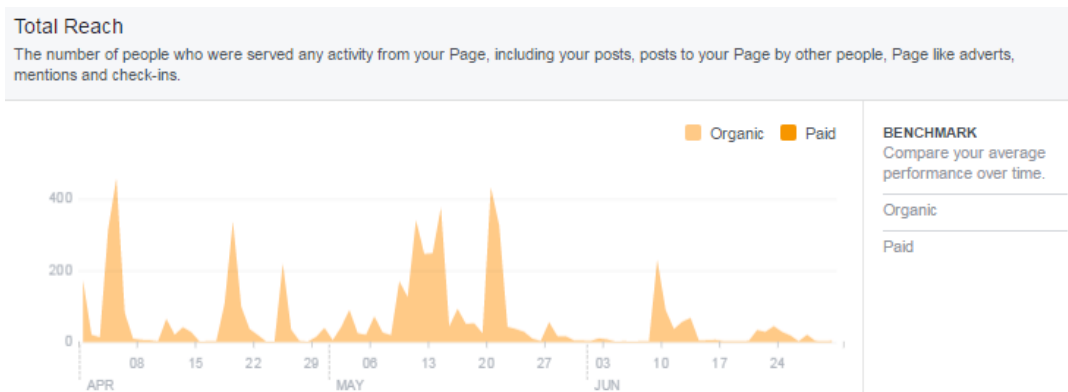 Total Reach
The number of people who were served any activity from your Page, including your posts, posts to your Page by other people, Page like adverts,
mentions and check-ins.
Organic Paid
BENCHMARK
Compare your average
performance over time.
Organic
Paid
400
200
0
08 15 22 29 06 13 20 27 03 10 17 24
APR MAY JUN